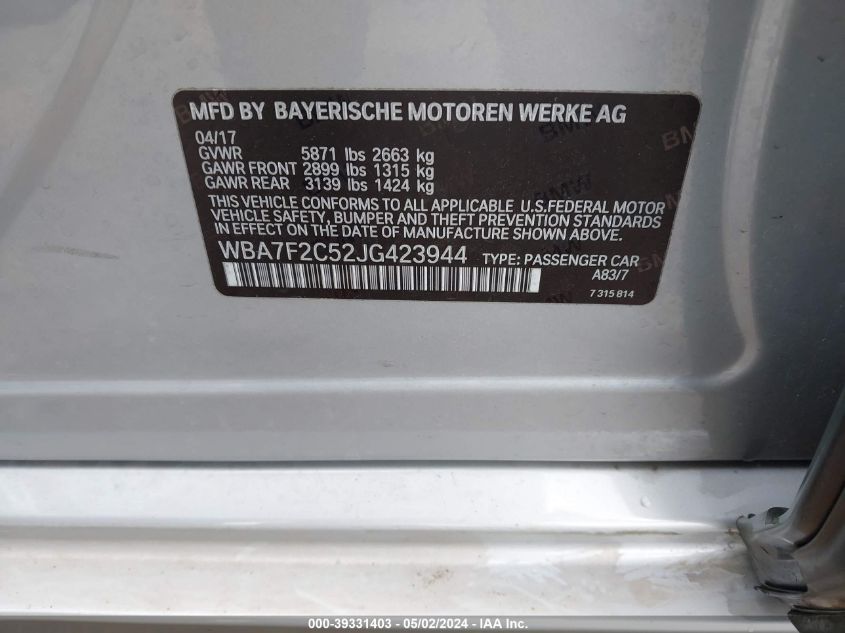 MFD BY BAYERISCHE MOTOREN WERKE AG
04/17
GVWR 5871 lbs 2663 kg
GAWR FRONT 2899 lbs 1315 kg
GAWR REAR 3139 lbs 1424 kg
THIS VEHICLE CONFORMS TO ALL APPLICABLE U.S.FEDERAL MOTOR
VEHICLE SAFETY, BUMPER AND THEFT PREVENTION STANDARDS
IN EFFECT ON THE DATE OF MANUFACTURE SHOWN ABOVE.
WBA7F2C52JG423944 TYPE: PASSENGER CAR
A83/7
7 315 814
000-39331403 - 05/02/2024 - IAA Inc.